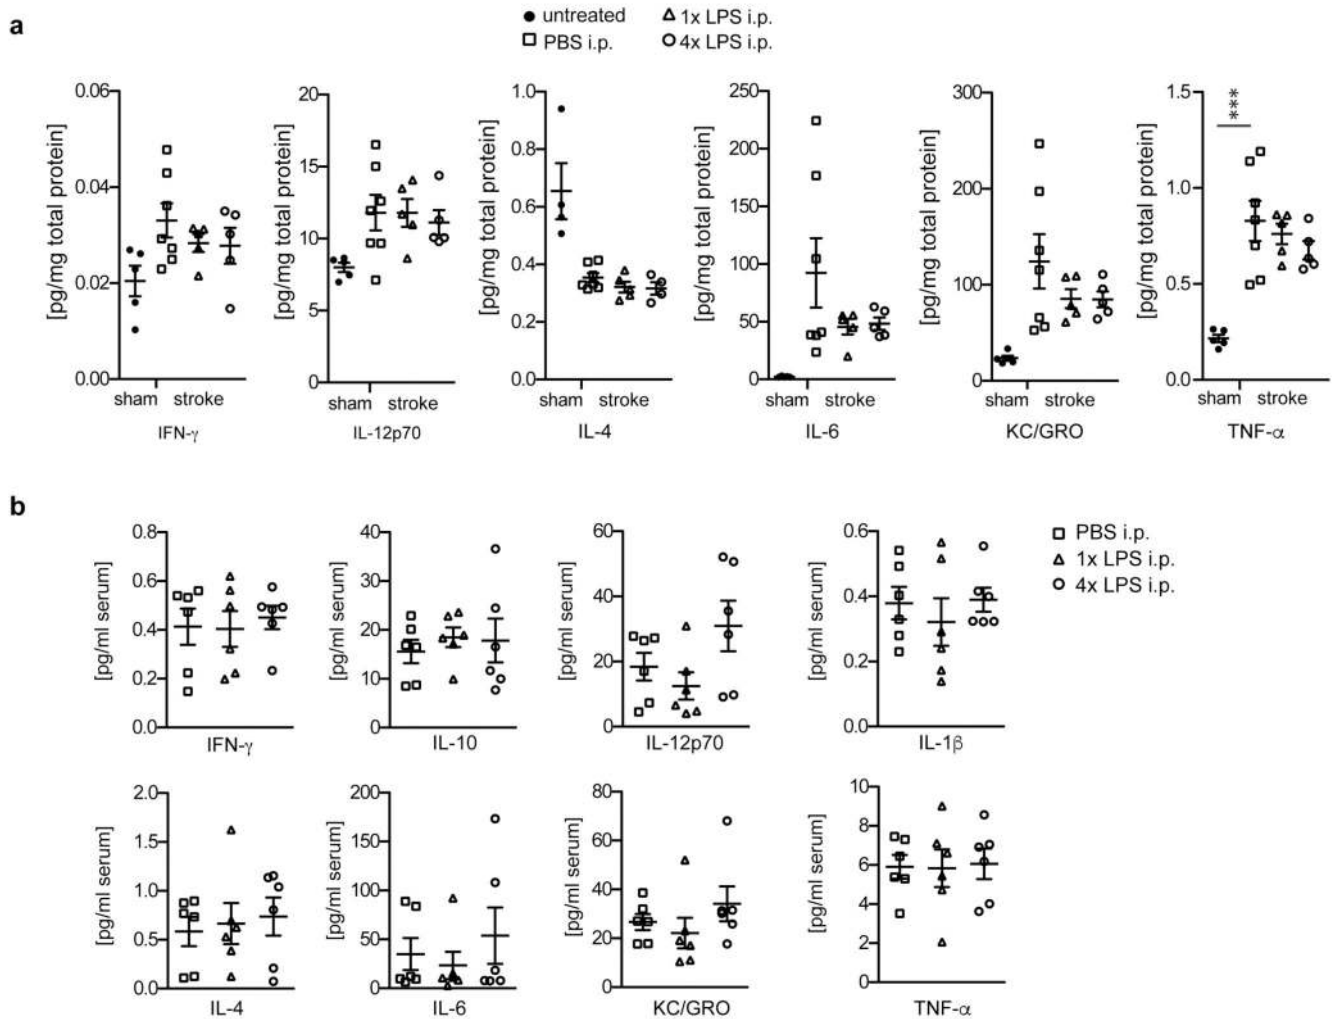 a
untreated
1x LPS i.p.
PBS i.p.
4x LPS i.p.
[pg/mg total protein]
0.06
0.04
0.02
0.00
sham stroke
IFN-γ
[pg/mg total protein]
20
15
10
5
0
sham stroke
IL-12p70
[pg/mg total protein]
1.0
0.8
0.6
0.4
0.2
0.0
sham stroke
IL-4
[pg/mg total protein]
250
200
150
100
50
0
sham stroke
IL-6
[pg/mg total protein]
300
200
100
0
sham stroke
KC/GRO
[pg/mg total protein]
1.5
1.0
0.5
0.0
***
sham stroke
TNF-α
b
[pg/ml serum]
0.8
0.6
0.4
0.2
0.0
IFN-γ
[pg/ml serum]
40
30
20
10
0
IL-10
[pg/ml serum]
60
40
20
0
IL-12p70
[pg/ml serum]
0.6
0.4
0.2
0.0
IL-1β
PBS i.p.
1x LPS i.p.
4x LPS i.p.
[pg/ml serum]
2.0
1.5
1.0
0.5
0.0
IL-4
[pg/ml serum]
200
150
100
50
0
IL-6
[pg/ml serum]
80
60
40
20
0
KC/GRO
[pg/ml serum]
10
8
6
4
2
0
TNF-α